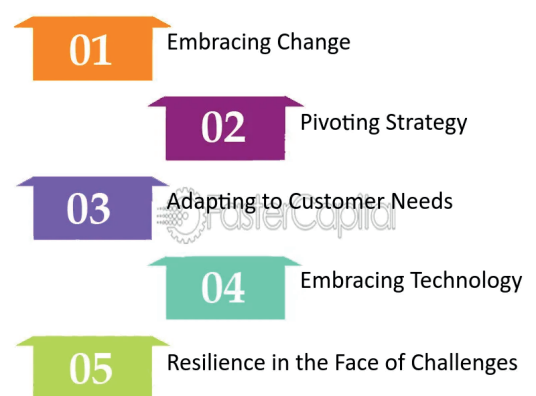 01
Embracing Change
02
Pivoting Strategy
03
Adapting to Customer Needs
FasterCapital
04
Embracing Technology
05
Resilience in the Face of Challenges